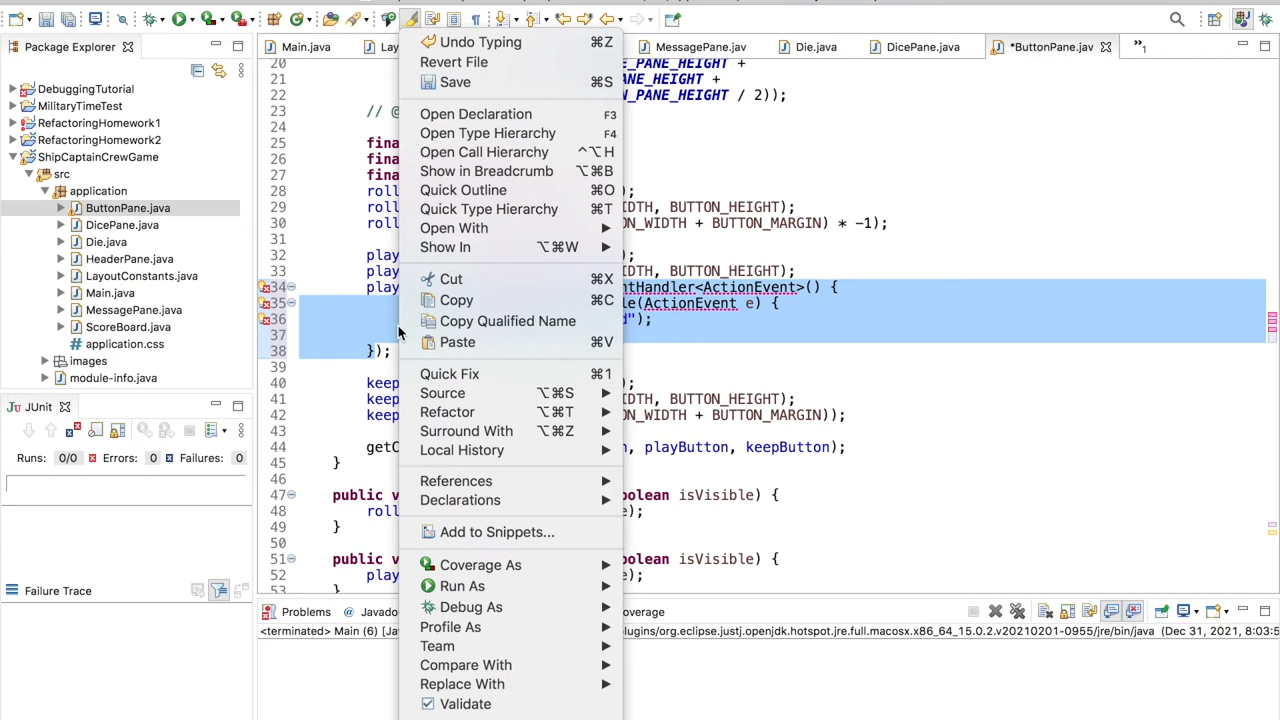 Package Explorer
DebuggingTutorial
MilitaryTimeTest
RefactoringHomework1
RefactoringHomework2
ShipCaptainCrewGame
src
application
ButtonPane.java
DicePane.java
Die.java
HeaderPane.java
LayoutConstants.java
Main.java
MessagePane.java
ScoreBoard.java
application.css
images
module-info.java
JUnit
Runs: 0/0 Errors: 0 Failures: 0
Failure Trace
Main.java Lay MessagePane.jav Die.java DicePane.java *ButtonPane.jav »1
20 E_PANE_HEIGHT +
21 _PANE_HEIGHT +
22 N_PANE_HEIGHT / 2));
23 // @
24
25 fina
26 fina
27 fina
28 roll );
29 roll IDTH, BUTTON_HEIGHT);
30 roll ON_WIDTH + BUTTON_MARGIN) * -1);
31
32 play );
33 play IDTH, BUTTON_HEIGHT);
34 play ntHandler<ActionEvent>() {
35 le(ActionEvent e) {
36 d");
37
38 });
39
40 keep );
41 keep IDTH, BUTTON_HEIGHT);
42 keep ON_WIDTH + BUTTON_MARGIN));
43
44 getC n, playButton, keepButton);
45 }
46
47 public v oolean isVisible) {
48 roll e);
49 }
50
51 public v oolean isVisible) {
52 play e);
53 }
Undo Typing ⌘Z
Revert File
Save ⌘S
Open Declaration F3
Open Type Hierarchy F4
Open Call Hierarchy ^⌥H
Show in Breadcrumb ⌥⌘B
Quick Outline ⌘O
Quick Type Hierarchy ⌘T
Open With
Show In ⌥⌘W
Cut ⌘X
Copy ⌘C
Copy Qualified Name
Paste ⌘V
Quick Fix ⌘1
Source ⌥⌘S
Refactor ⌥⌘T
Surround With ⌥⌘Z
Local History
References
Declarations
Add to Snippets...
Coverage As
Run As
Debug As
Profile As
Team
Compare With
Replace With
Validate
Problems @ Javado overage
<terminated> Main (6) [Jav plugins/org.eclipse.justj.openjdk.hotspot.jre.full.macosx.x86_64_15.0.2.v20210201-0955/jre/bin/java (Dec 31, 2021, 8:03:5